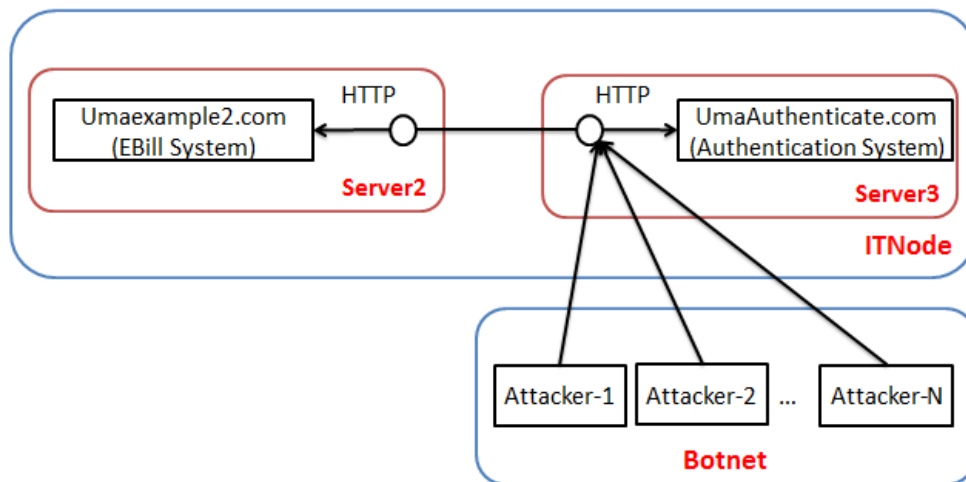 HTTP
HTTP
Umaexample2.com
(EBill System)
UmaAuthenticate.com
(Authentication System)
Server2
Server3
ITNode
Attacker-1
Attacker-2
...
Attacker-N
Botnet